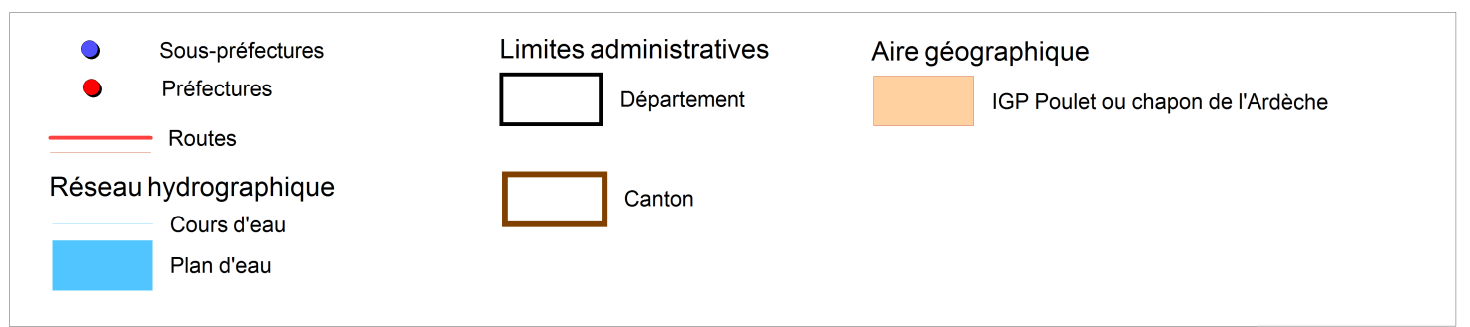 Sous-préfectures
Préfectures
Routes
Réseau hydrographique
Cours d'eau
Plan d'eau
Limites administratives
Département
Canton
Aire géographique
IGP Poulet ou chapon de l'Ardèche